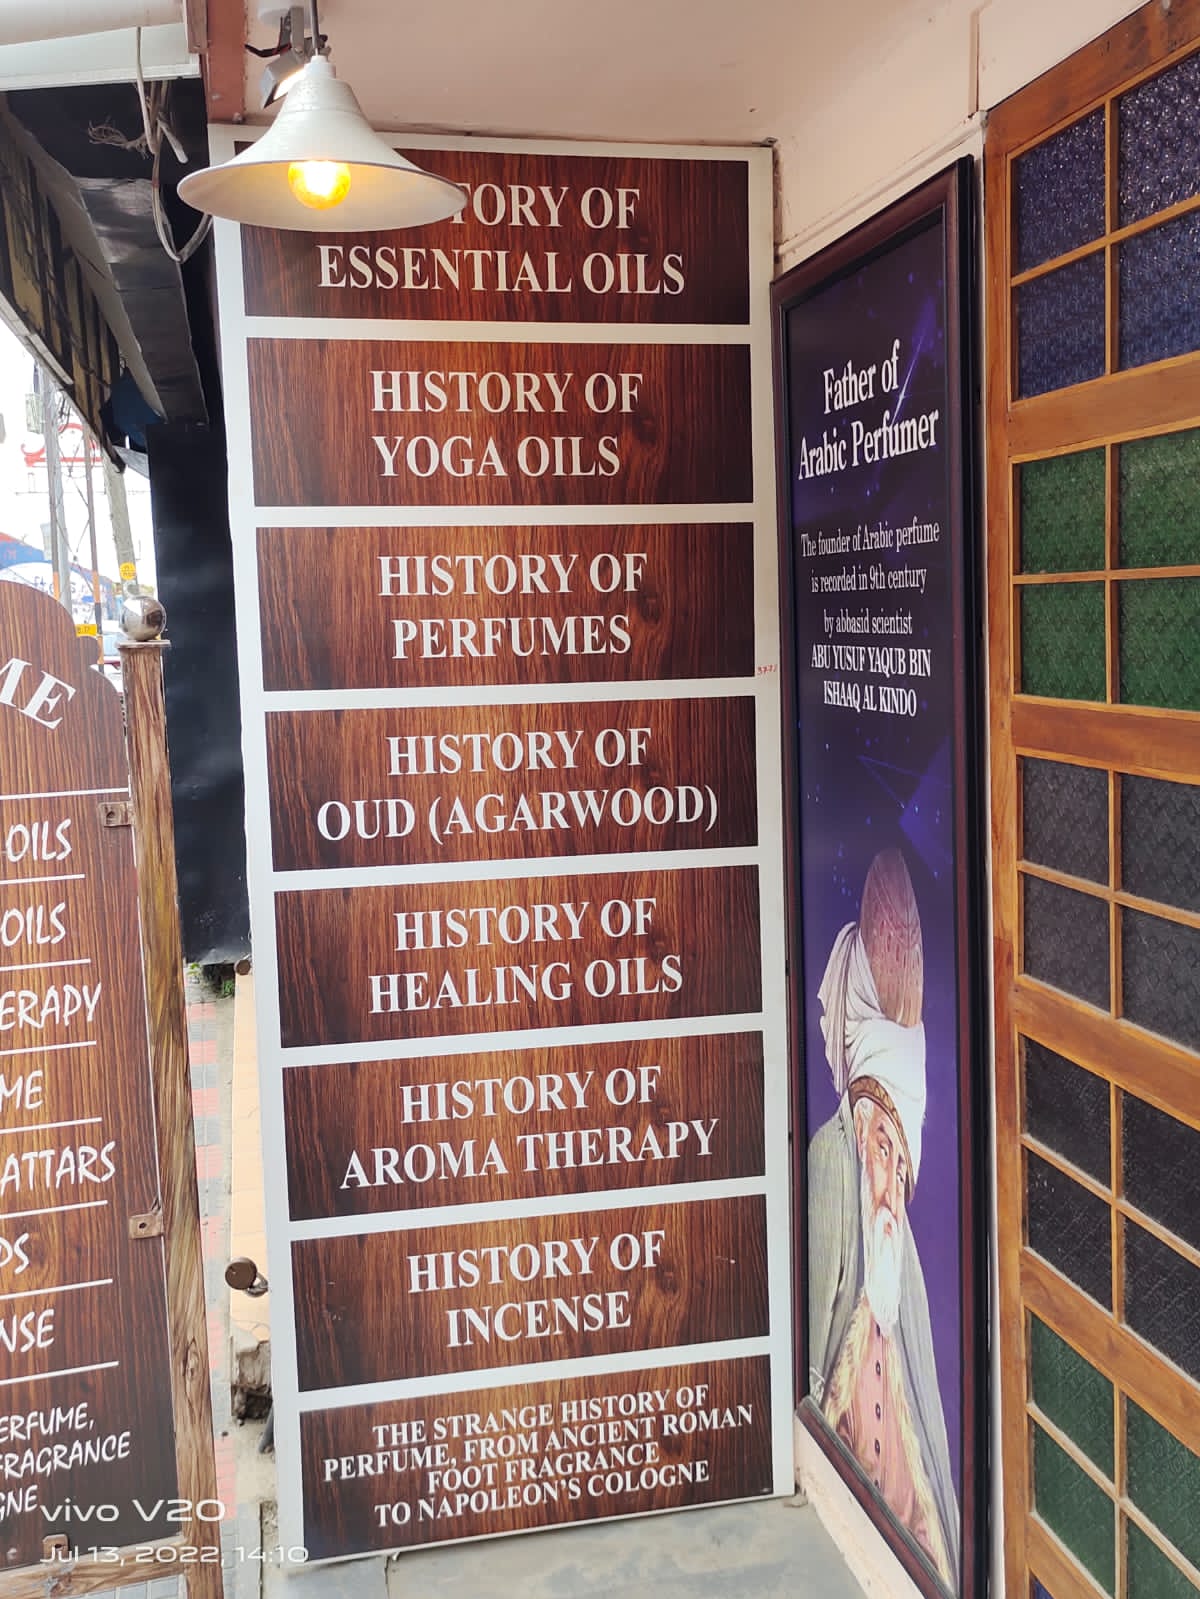 TORY OF
ESSENTIAL OILS
HISTORY OF
YOGA OILS
HISTORY OF
PERFUMES
HISTORY OF
OUD (AGARWOOD)
HISTORY OF
HEALING OILS
HISTORY OF
AROMA THERAPY
HISTORY OF
INCENSE
THE STRANGE HISTORY OF
PERFUME, FROM ANCIENT ROMAN
FOOT FRAGRANCE
TO NAPOLEON'S COLOGNE
Father of
Arabic Perfumer
The founder of Arabic perfume
is recorded in 9th century
by abbasid scientist
ABU YUSUF YAQUB BIN
ISHAAQ AL KINDO
ME
OILS
OILS
ERAPY
ME
ATTARS
DS
NSE
ERFUME,
FRAGRANCE
GNE
vivo V20
Jul 13, 2022, 14:10